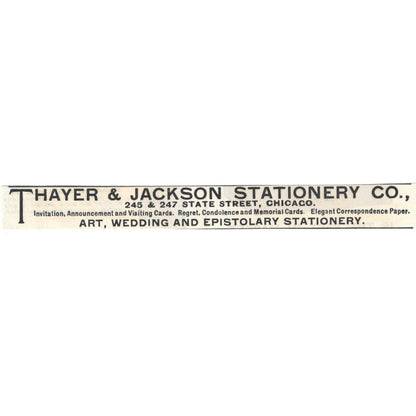 THAYER & JACKSON STATIONERY CO.,
245 & 247 STATE STREET, CHICAGO.
Invitation, Announcement and Visiting Cards. Regret, Condolence and Memorial Cards. Elegant Correspondence Paper.
ART, WEDDING AND EPISTOLARY STATIONERY.